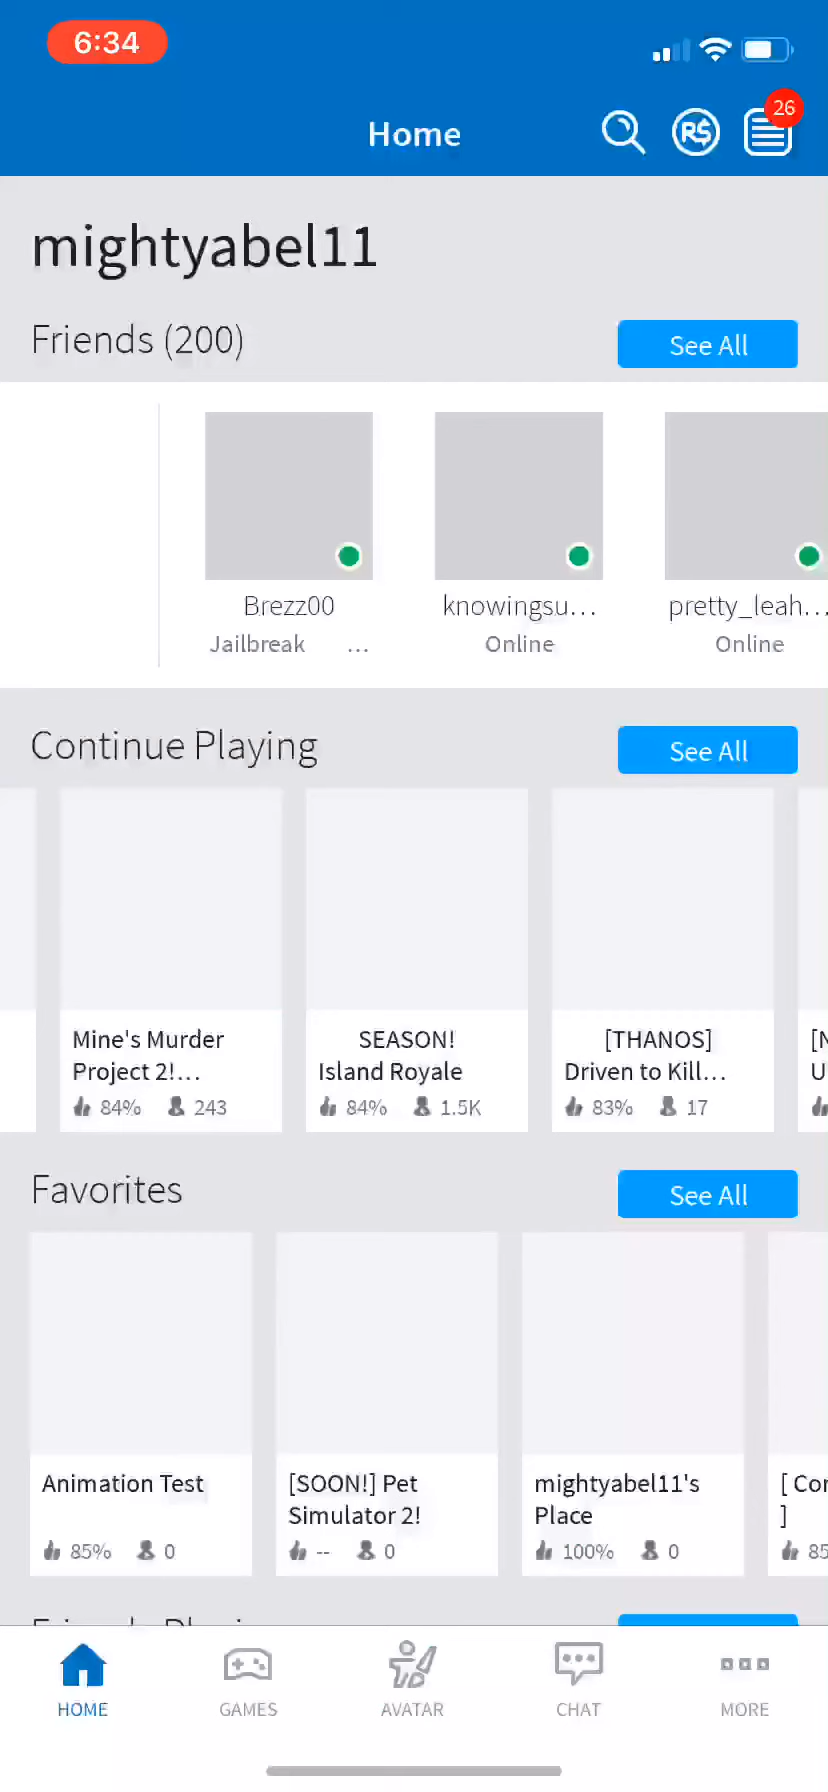 6:34
Home
R$
26
mightyabel11
Friends (200)
See All
Brezz00
knowingsu...
pretty_leah...
Jailbreak ...
Online
Online
Continue Playing
See All
Mine's Murder
Project 2!...
84% 243
SEASON!
Island Royale
84% 1.5K
[THANOS]
Driven to Kill...
83% 17
[N
U
Favorites
See All
Animation Test
85% 0
[SOON!] Pet
Simulator 2!
-- 0
mightyabel11's
Place
100% 0
[ Cor
]
85
HOME
GAMES
AVATAR
CHAT
MORE